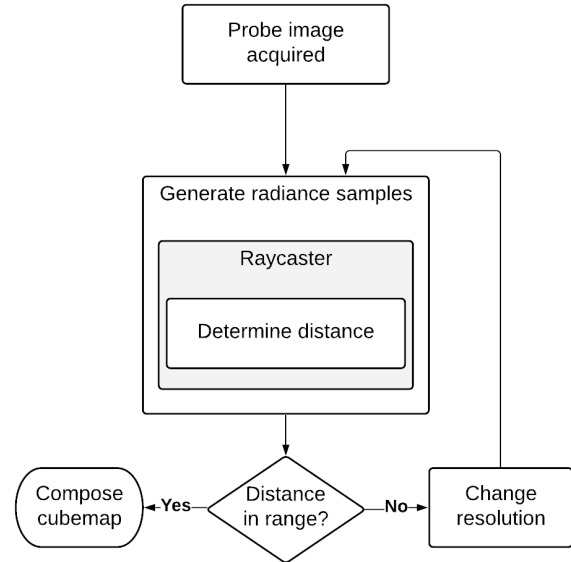 Probe image
acquired
Generate radiance samples
Raycaster
Determine distance
Compose
cubemap
Yes
Distance
in range?
No
Change
resolution